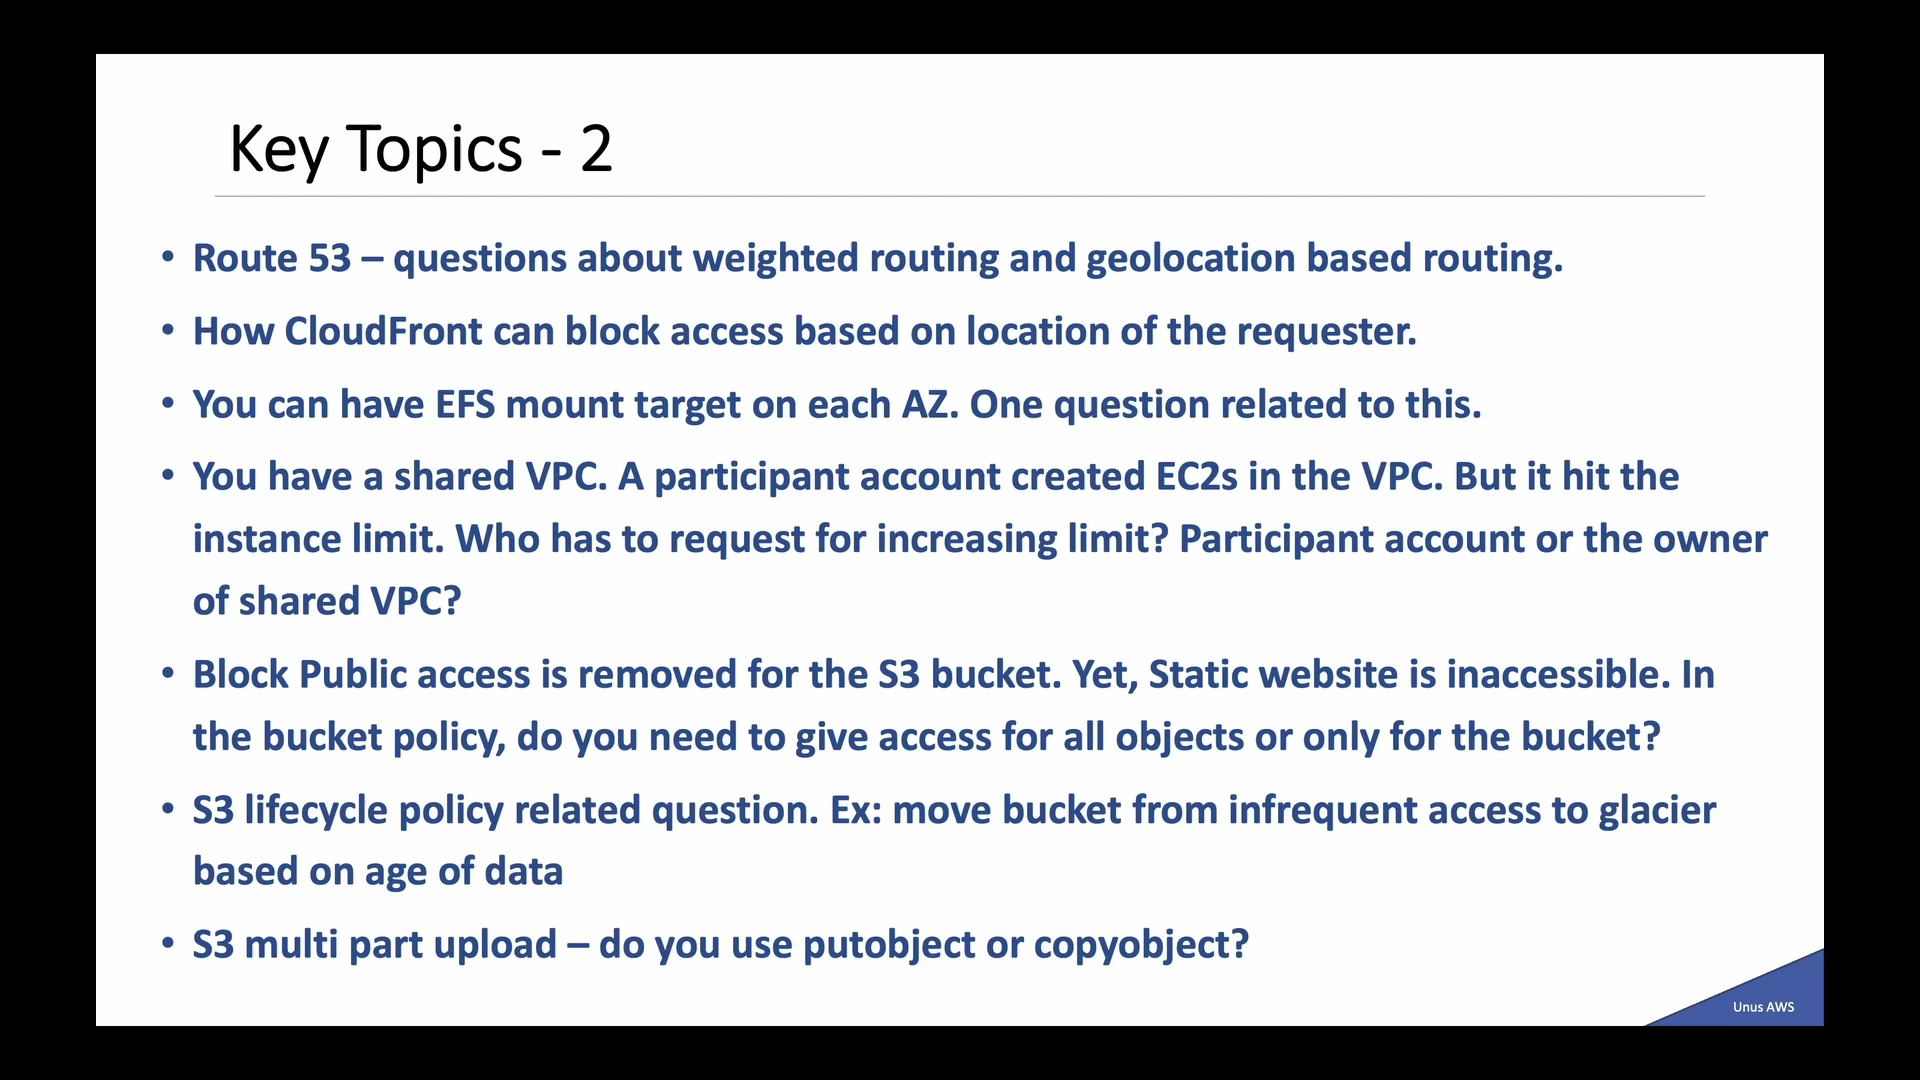 Key Topics - 2
• Route 53 – questions about weighted routing and geolocation based routing.
• How CloudFront can block access based on location of the requester.
• You can have EFS mount target on each AZ. One question related to this.
• You have a shared VPC. A participant account created EC2s in the VPC. But it hit the
instance limit. Who has to request for increasing limit? Participant account or the owner
of shared VPC?
• Block Public access is removed for the S3 bucket. Yet, Static website is inaccessible. In
the bucket policy, do you need to give access for all objects or only for the bucket?
• S3 lifecycle policy related question. Ex: move bucket from infrequent access to glacier
based on age of data
• S3 multi part upload – do you use putobject or copyobject?
Unus AWS